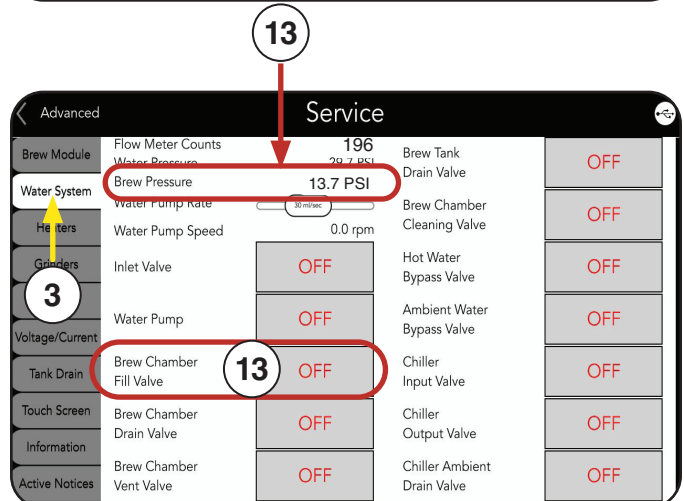 13
Advanced
Service
Brew Module
Water System
Heaters
Grinders
3
Voltage/Current
Tank Drain
Touch Screen
Information
Active Notices
Flow Meter Counts 196
Water Pressure 29.7 PSI
Brew Pressure 13.7 PSI
Water Pump Rate 30 ml/sec
Water Pump Speed 0.0 rpm
Inlet Valve OFF
Water Pump OFF
Brew Chamber
Fill Valve 13 OFF
Brew Chamber
Drain Valve OFF
Brew Chamber
Vent Valve OFF
Brew Tank
Drain Valve OFF
Brew Chamber
Cleaning Valve OFF
Hot Water
Bypass Valve OFF
Ambient Water
Bypass Valve OFF
Chiller
Input Valve OFF
Chiller
Output Valve OFF
Chiller Ambient
Drain Valve OFF